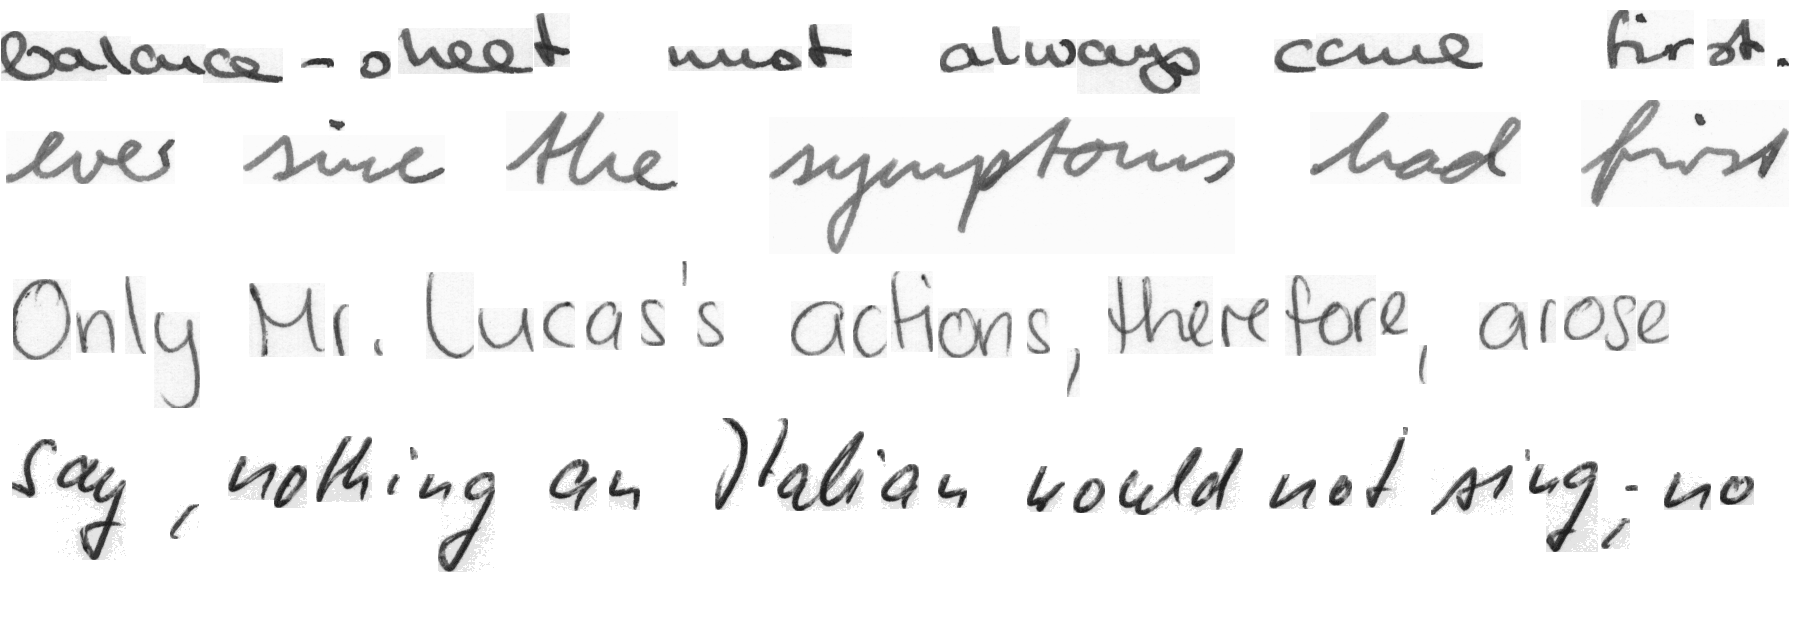 balance-sheet must always come first.
ever since the symptoms had first
Only Mr. Lucas's actions, therefore, arose
say, nothing an Italian would not sing; no